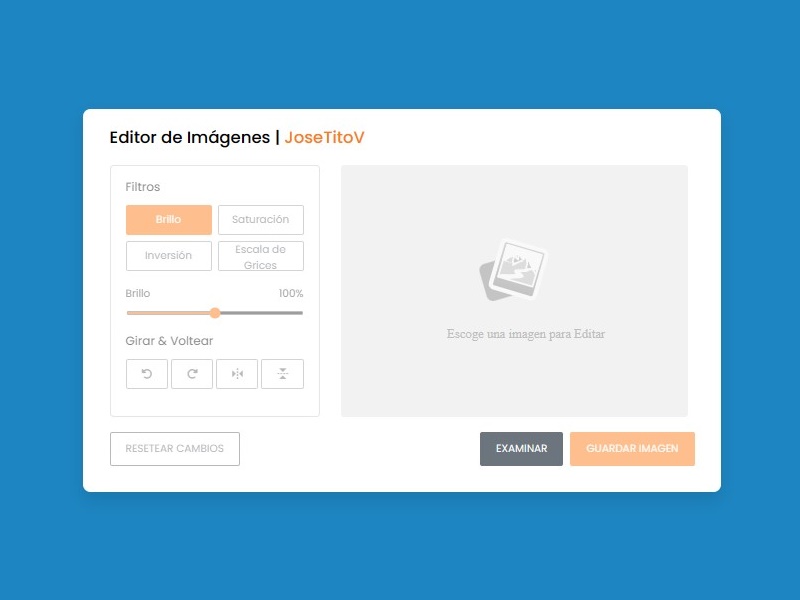 Editor de Imágenes | JoseTitoV
Filtros
Brillo
Saturación
Inversión
Escala de
Grices
Brillo
100%
Girar & Voltear
Escoge una imagen para Editar
RESETEAR CAMBIOS
EXAMINAR
GUARDAR IMAGEN